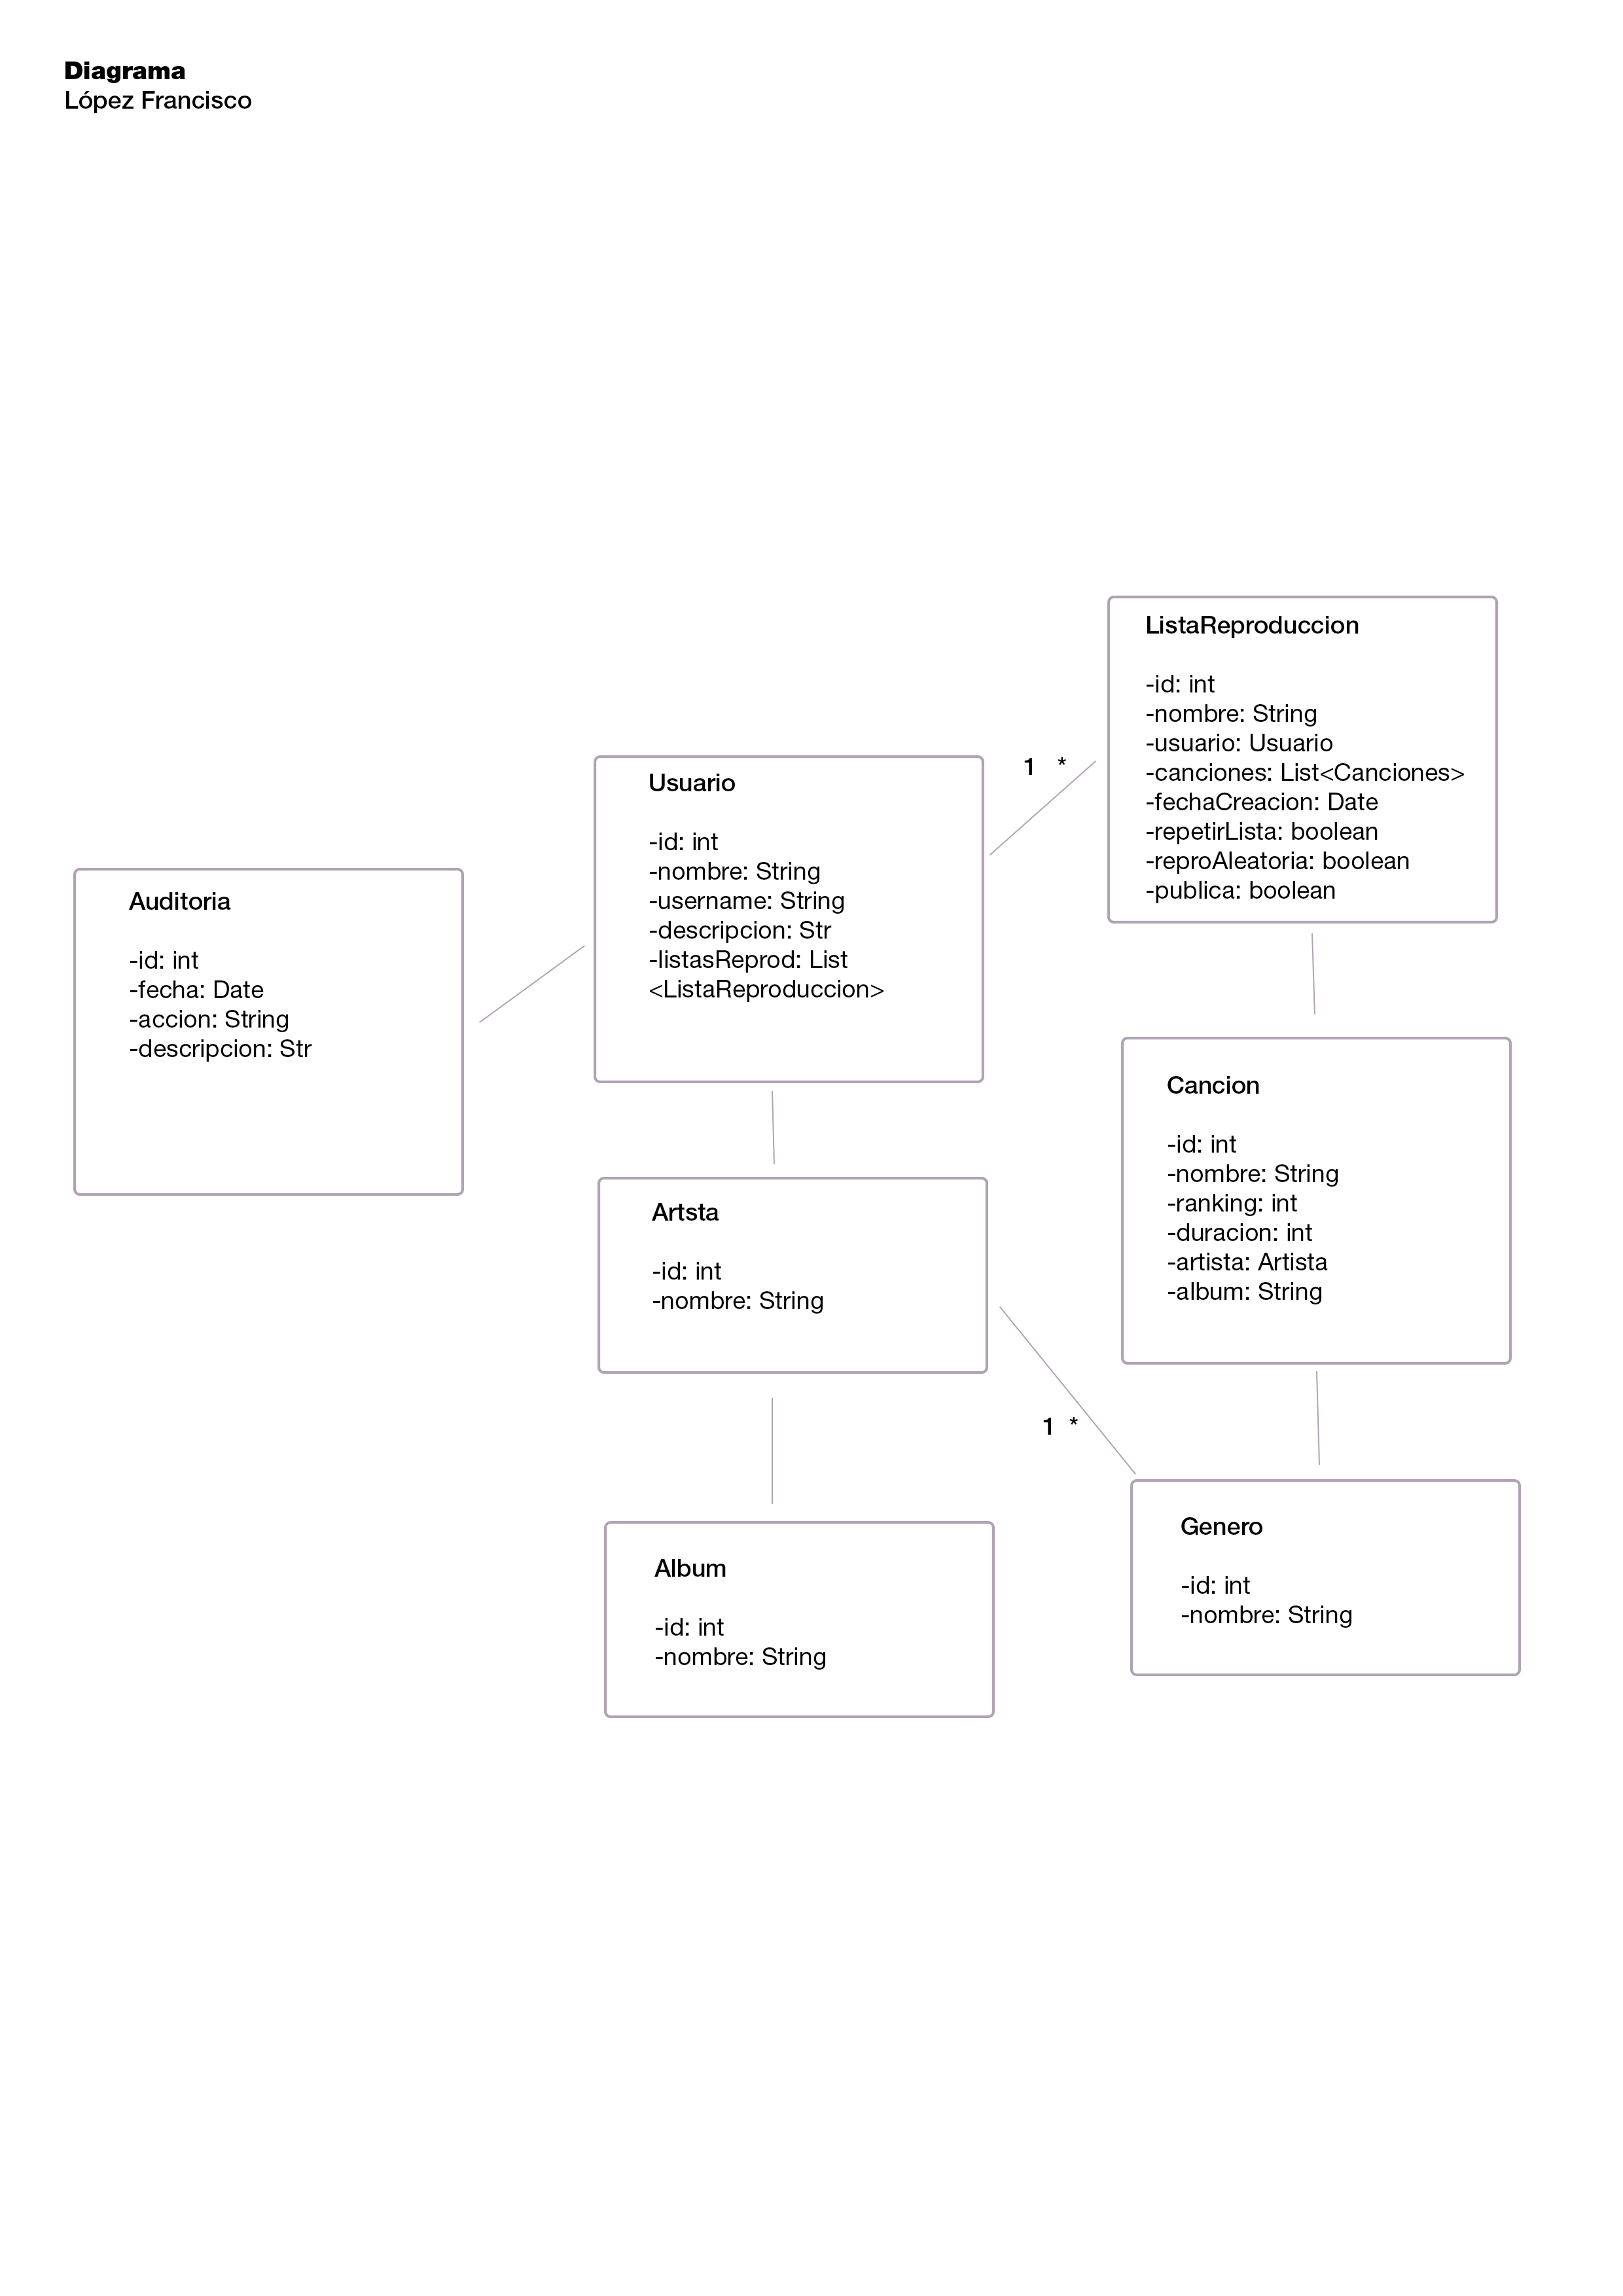 Diagrama
López Francisco
ListaReproduccion
-id: int
-nombre: String
-usuario: Usuario
-canciones: List<Canciones>
-fechaCreacion: Date
-repetirLista: boolean
-reproAleatoria: boolean
-publica: boolean
1 *
Usuario
-id: int
-nombre: String
-username: String
-descripcion: Str
-listasReprod: List
<ListaReproduccion>
Auditoria
-id: int
-fecha: Date
-accion: String
-descripcion: Str
Cancion
-id: int
-nombre: String
-ranking: int
-duracion: int
-artista: Artista
-album: String
Artsta
-id: int
-nombre: String
1 *
Genero
-id: int
-nombre: String
Album
-id: int
-nombre: String